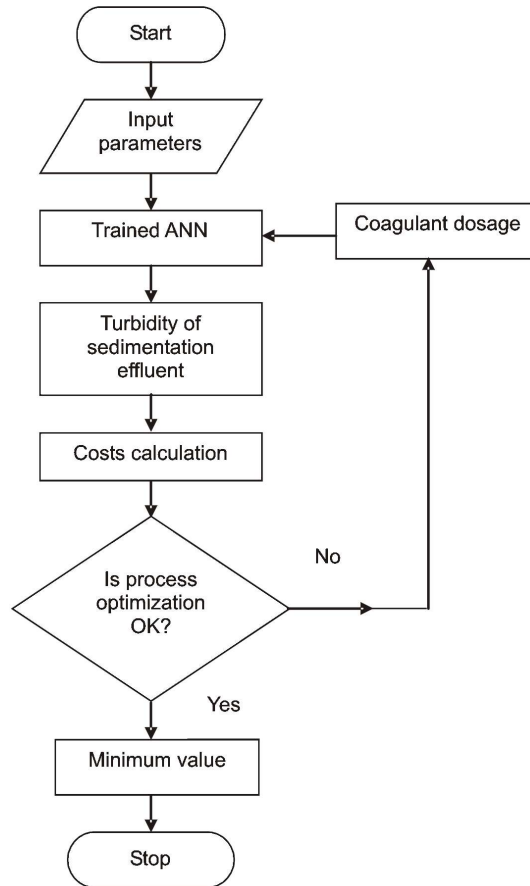 Start
Input
parameters
Trained ANN
Coagulant dosage
Turbidity of
sedimentation
effluent
Costs calculation
Is process
optimization
OK?
No
Yes
Minimum value
Stop